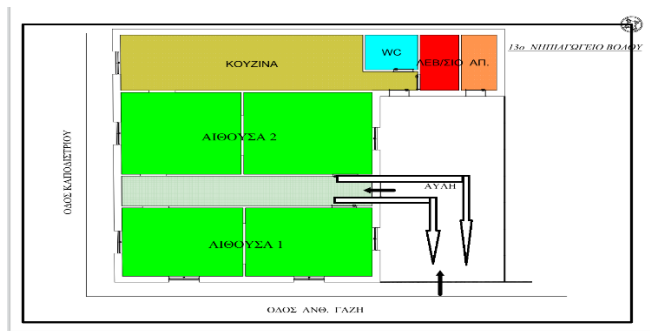 13ο ΝΗΠΙΑΓΩΓΕΙΟ ΒΟΛΟΥ
WC
ΚΟΥΖΙΝΑ
ΛΕΒ/ΣΙΟ
ΑΠ.
ΑΙΘΟΥΣΑ 2
ΟΔΟΣ ΚΑΠΟΔΙΣΤΡΙΟΥ
ΑΥΛΗ
ΑΙΘΟΥΣΑ 1
ΟΔΟΣ ΑΝΘ. ΓΑΖΗ